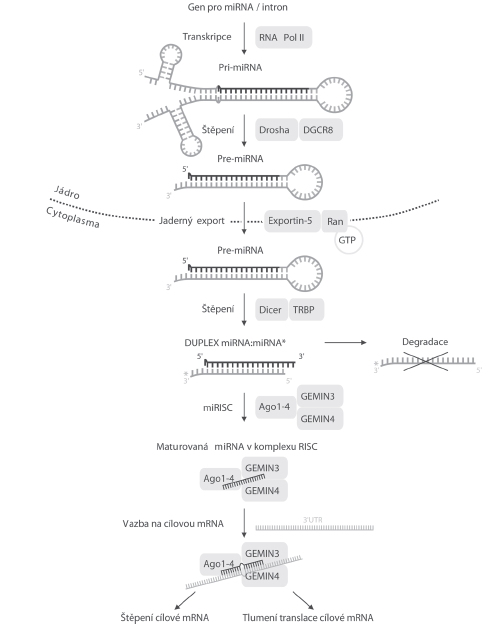 Gen pro miRNA / intron
Transkripce
RNA Pol II
Pri-miRNA
5'
3'
Štěpení
Drosha
DGCR8
Pre-miRNA
5'
3'
Jádro
Cytoplasma
Jaderný export
Exportin-5
Ran
GTP
Pre-miRNA
5'
3'
Štěpení
Dicer
TRBP
DUPLEX miRNA:miRNA*
Degradace
5'
3'
*
3'
5'
*
3'
5'
miRISC
Ago1-4
GEMIN3
GEMIN4
Maturovaná miRNA v komplexu RISC
Ago1-4
GEMIN3
GEMIN4
Vazba na cílovou mRNA
3'UTR
Ago1-4
GEMIN3
GEMIN4
Štěpení cílové mRNA
Tlumení translace cílové mRNA